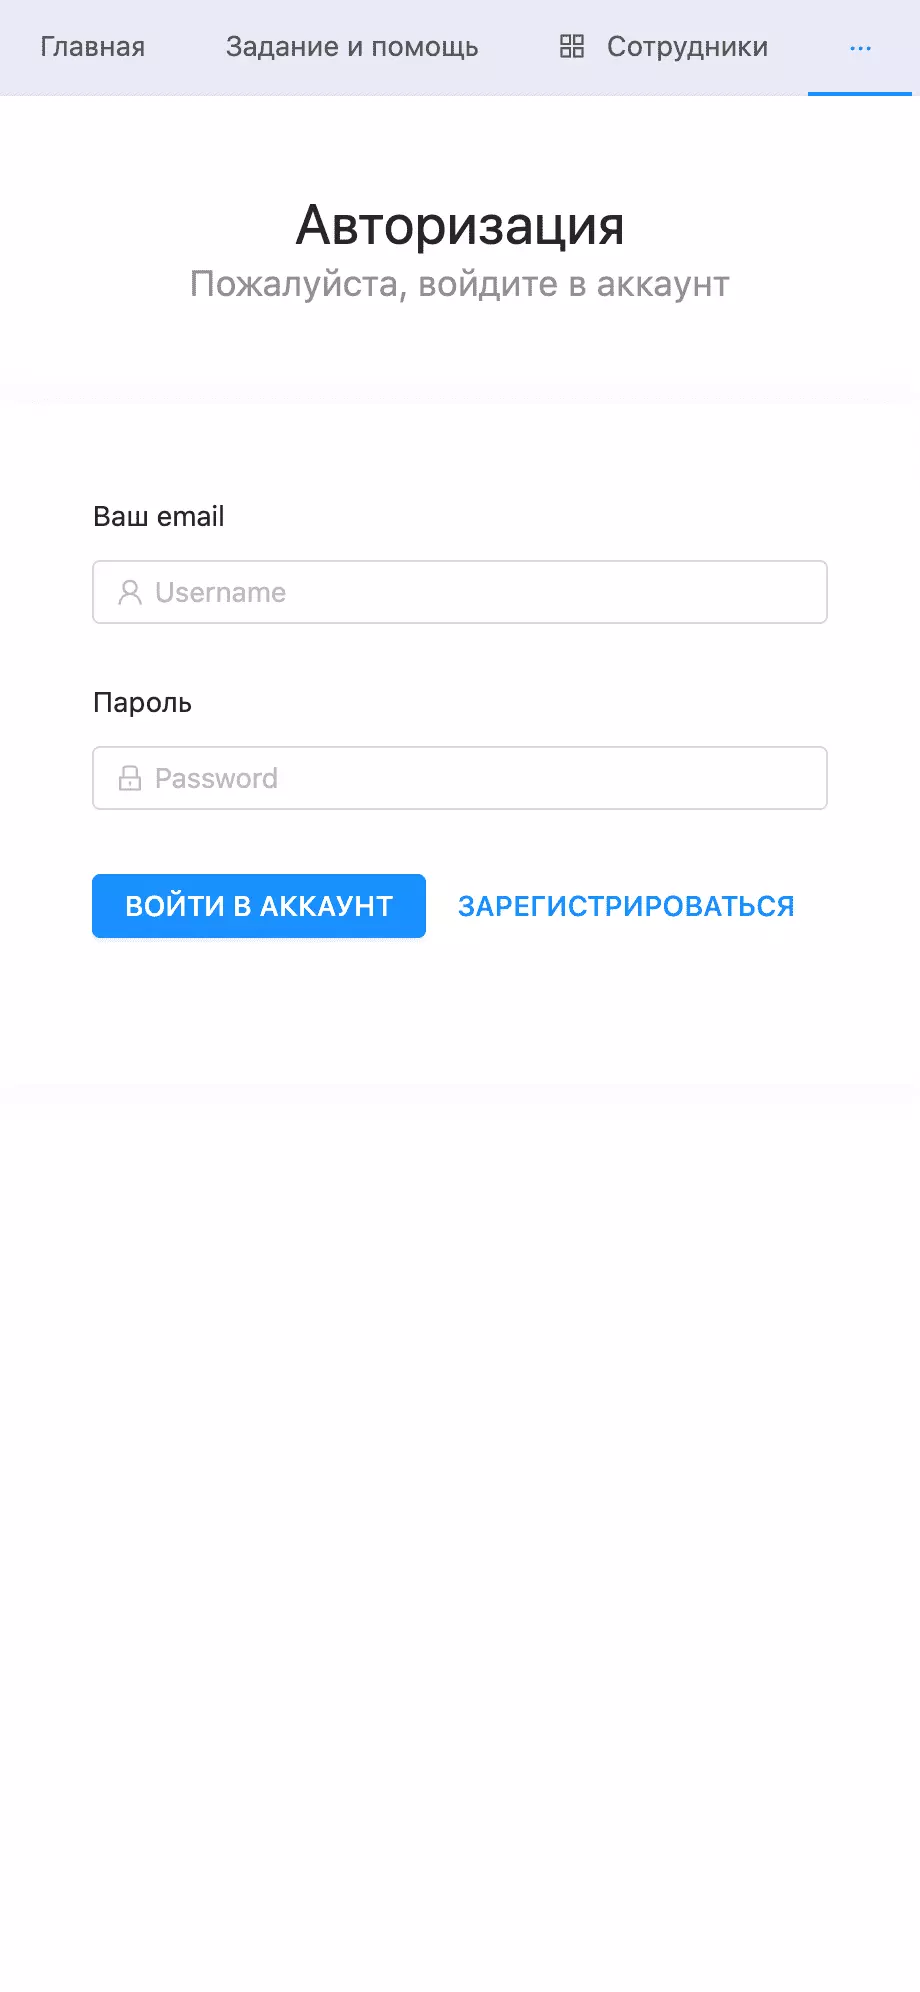 Главная Задание и помощь Сотрудники ...
Авторизация
Пожалуйста, войдите в аккаунт
Ваш email
Username
Пароль
Password
ВОЙТИ В АККАУНТ ЗАРЕГИСТРИРОВАТЬСЯ